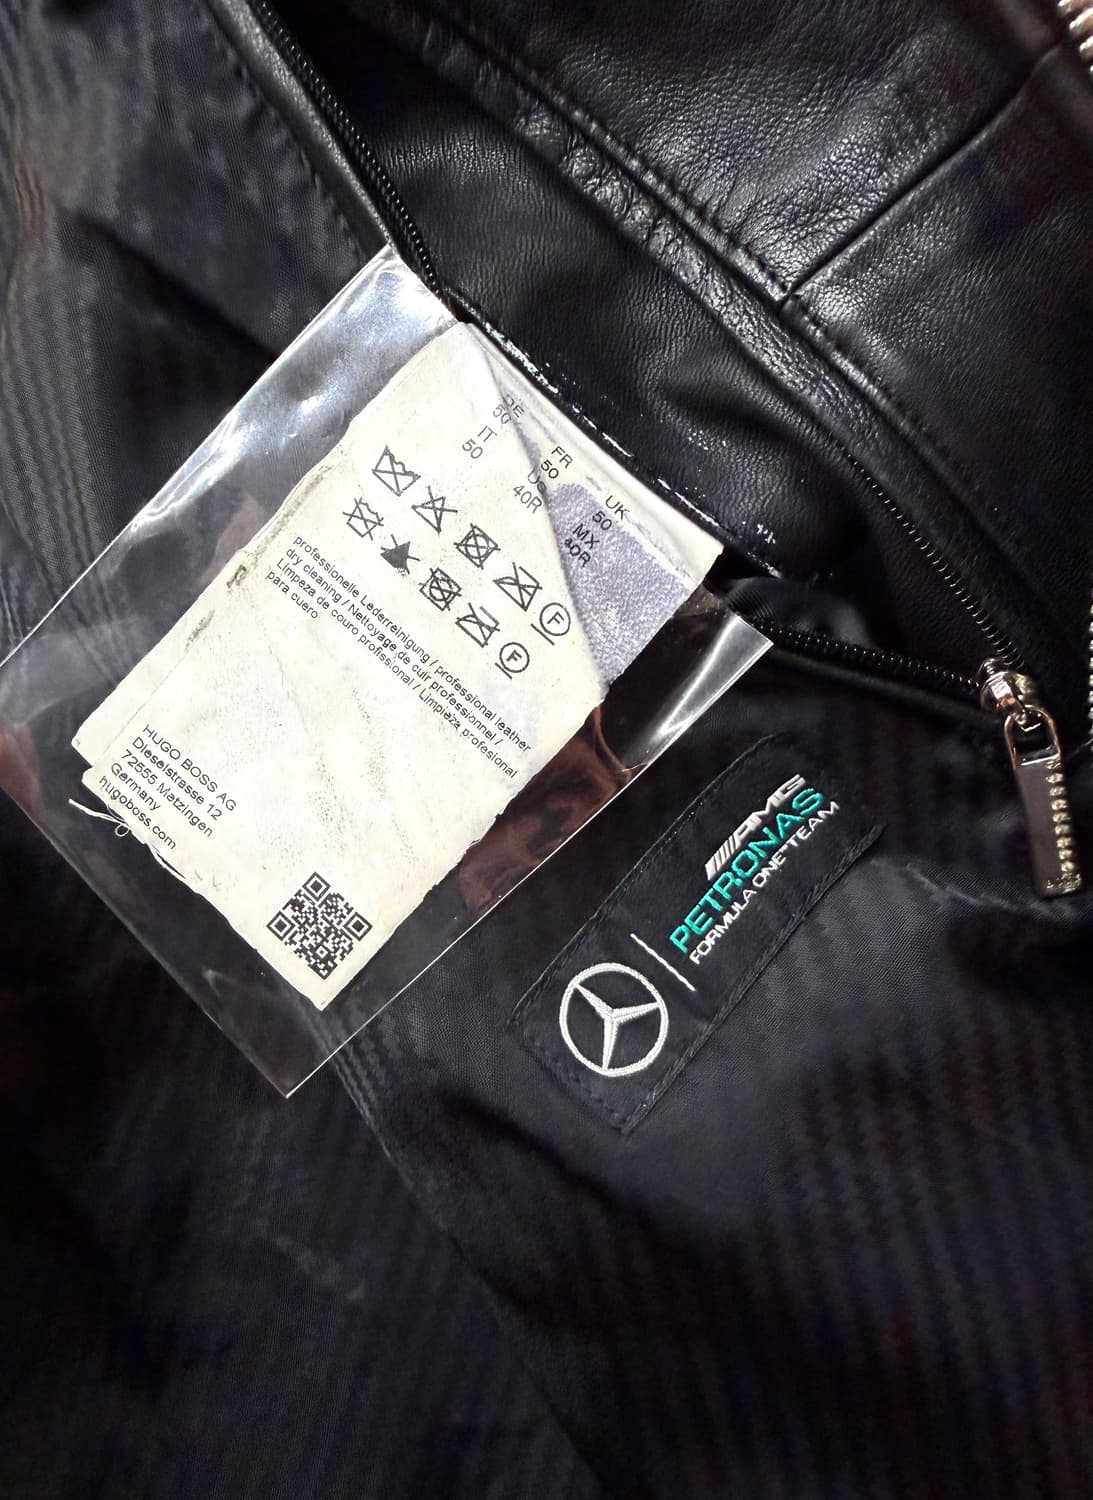 DE
50
IT
50
FR
50
US
40R
UK
50
MX
40R
F
F
professionelle Lederreinigung / professional leather
dry cleaning / Nettoyage de cuir professionnel /
Limpeza de couro profissional / Limpieza profesional
para cuero
HUGO BOSS AG
Dieselstrasse 12
72555 Metzingen
Germany
hugoboss.com
AMG
PETRONAS
FORMULA ONE TEAM